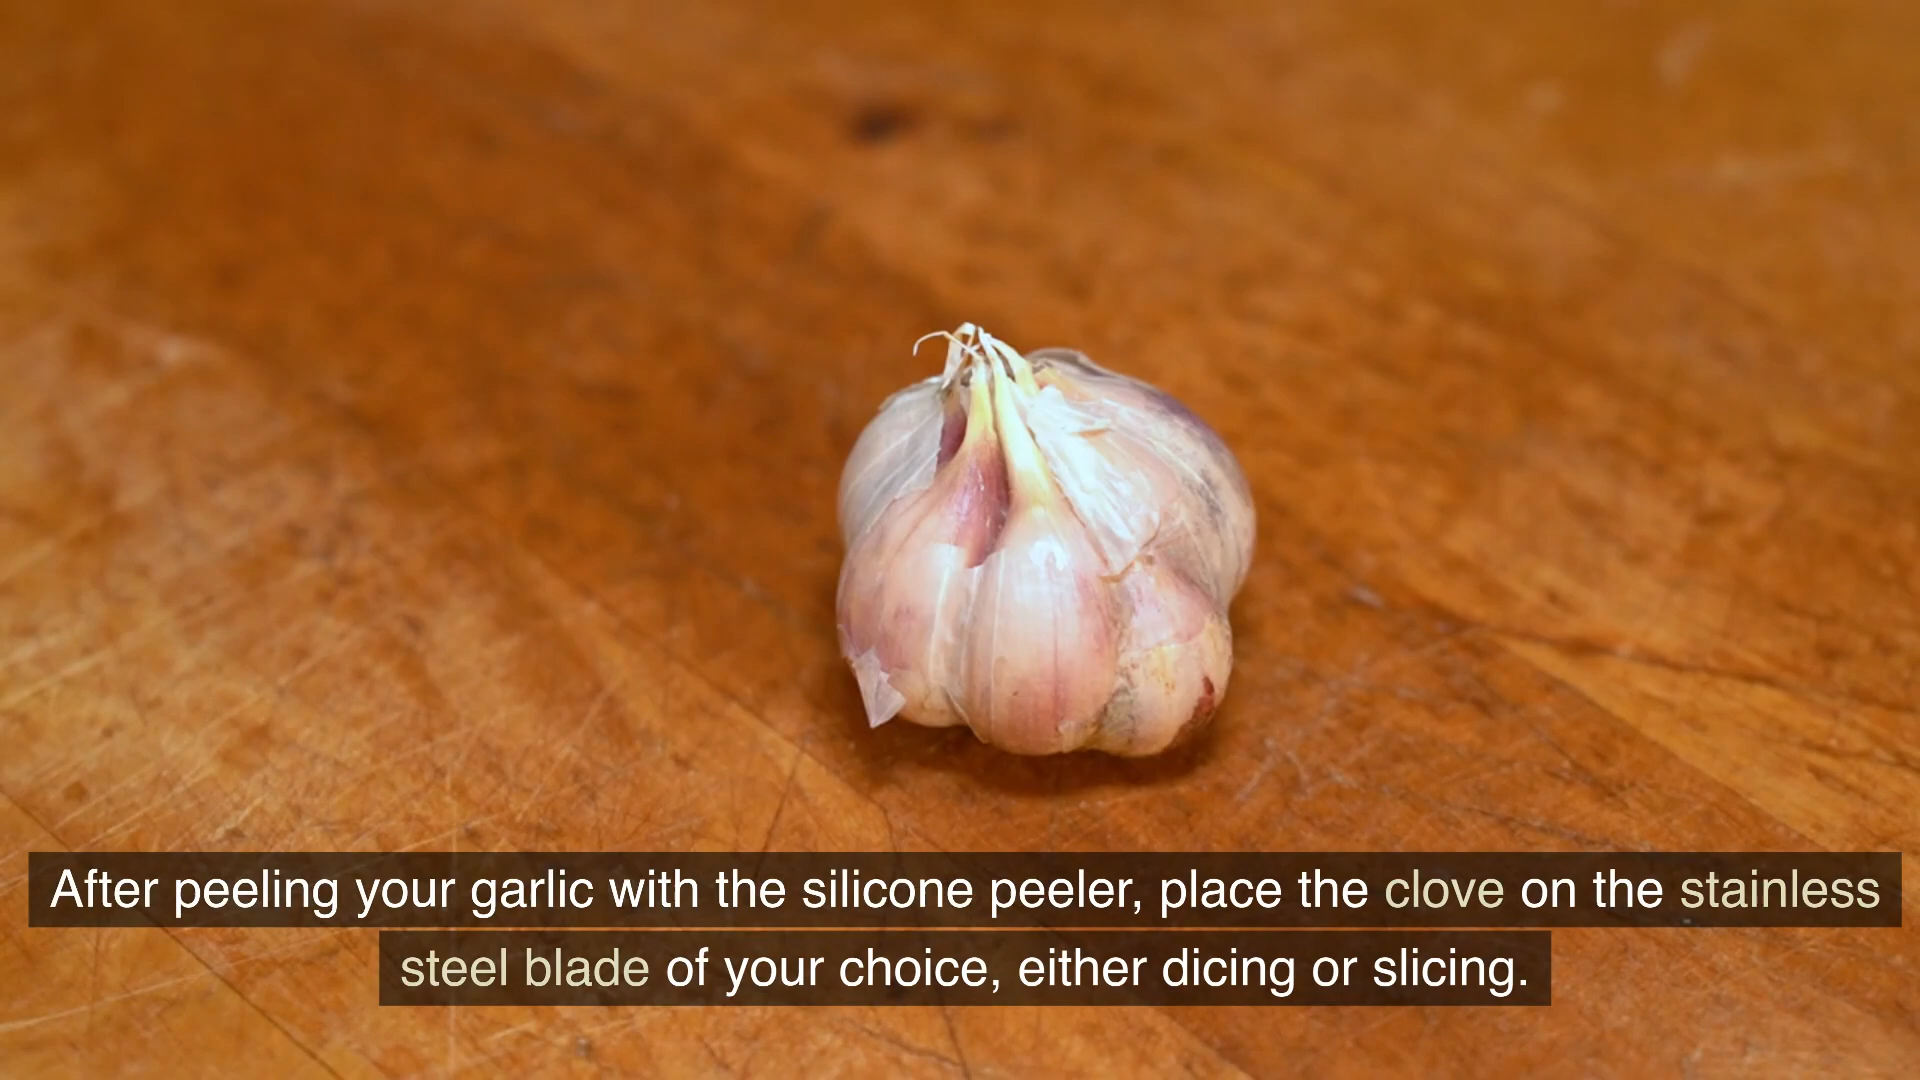 After peeling your garlic with the silicone peeler, place the clove on the stainless
steel blade of your choice, either dicing or slicing.